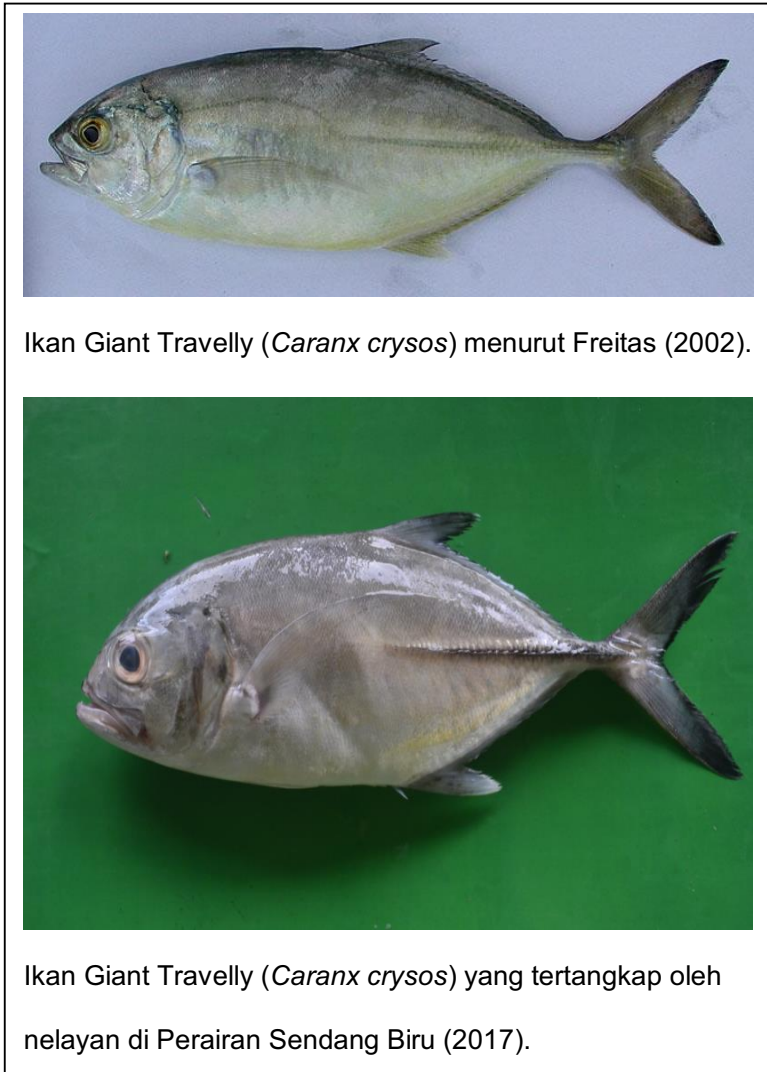 Ikan Giant Travelly (Caranx crysos) menurut Freitas (2002).
Ikan Giant Travelly (Caranx crysos) yang tertangkap oleh
nelayan di Perairan Sendang Biru (2017).